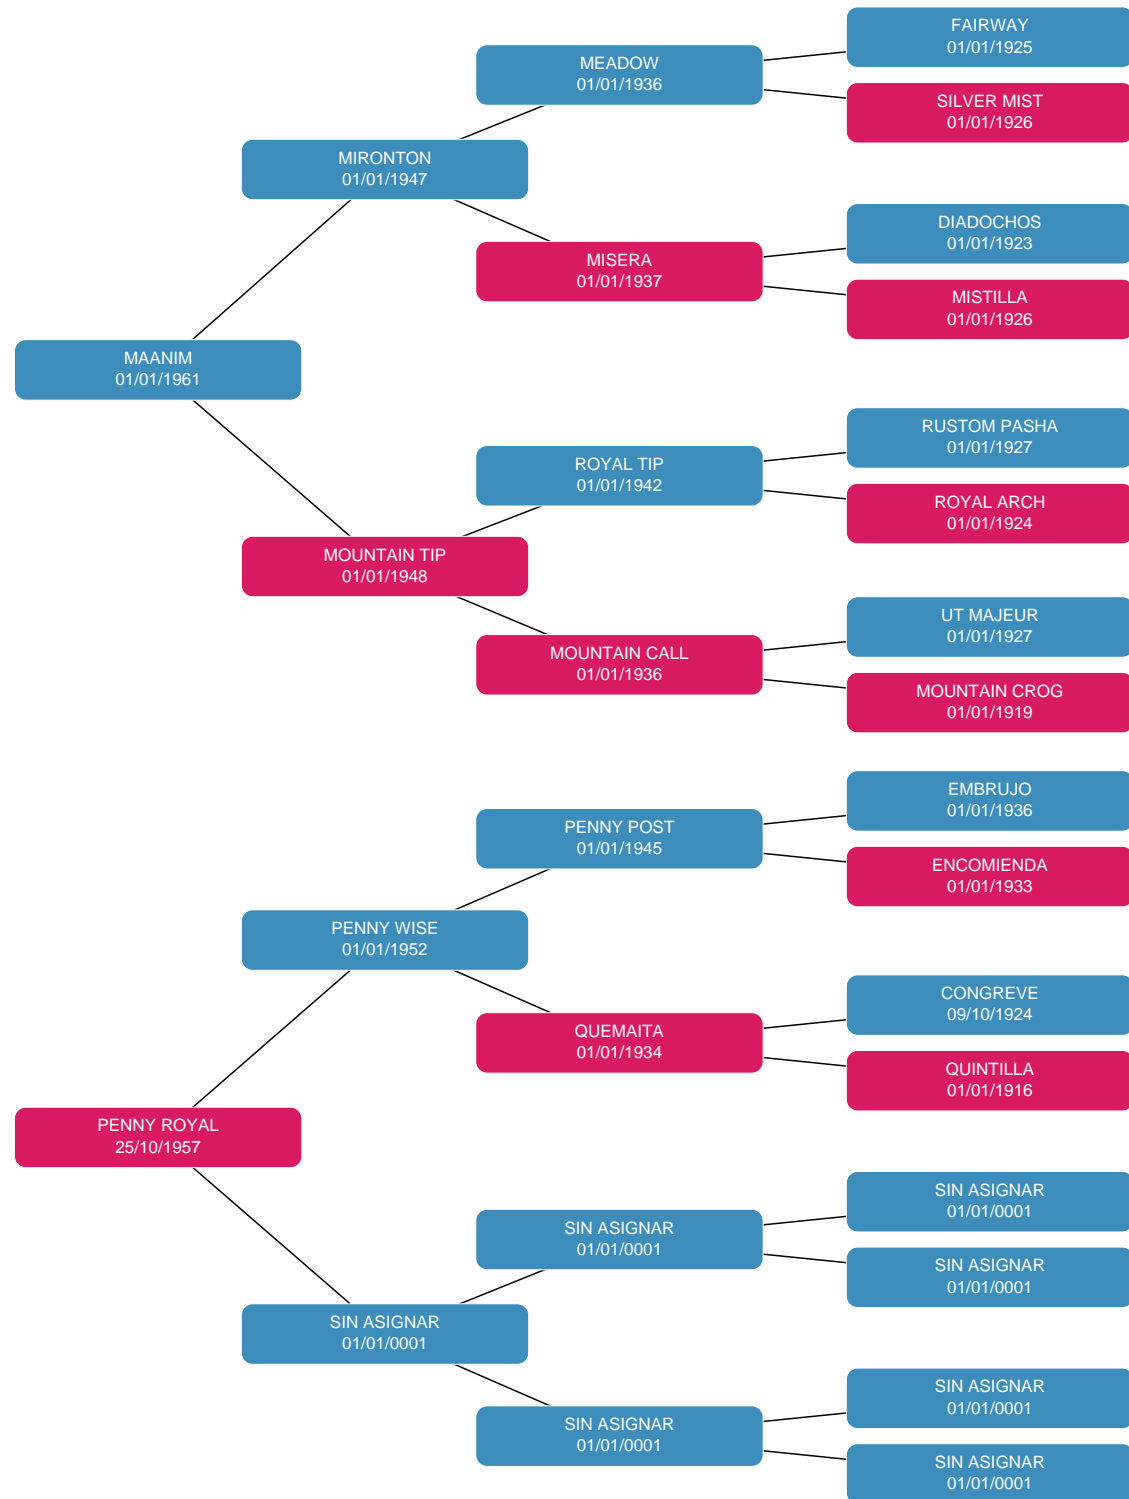 FAIRWAY
01/01/1925
MEADOW
01/01/1936
SILVER MIST
01/01/1926
MIRONTON
01/01/1947
DIADOCHOS
01/01/1923
MISERA
01/01/1937
MISTILLA
01/01/1926
MAANIM
01/01/1961
RUSTOM PASHA
01/01/1927
ROYAL TIP
01/01/1942
ROYAL ARCH
01/01/1924
MOUNTAIN TIP
01/01/1948
UT MAJEUR
01/01/1927
MOUNTAIN CALL
01/01/1936
MOUNTAIN CROG
01/01/1919
EMBRUJO
01/01/1936
PENNY POST
01/01/1945
ENCOMIENDA
01/01/1933
PENNY WISE
01/01/1952
CONGREVE
09/10/1924
QUEMAITA
01/01/1934
QUINTILLA
01/01/1916
PENNY ROYAL
25/10/1957
SIN ASIGNAR
01/01/0001
SIN ASIGNAR
01/01/0001
SIN ASIGNAR
01/01/0001
SIN ASIGNAR
01/01/0001
SIN ASIGNAR
01/01/0001
SIN ASIGNAR
01/01/0001
SIN ASIGNAR
01/01/0001